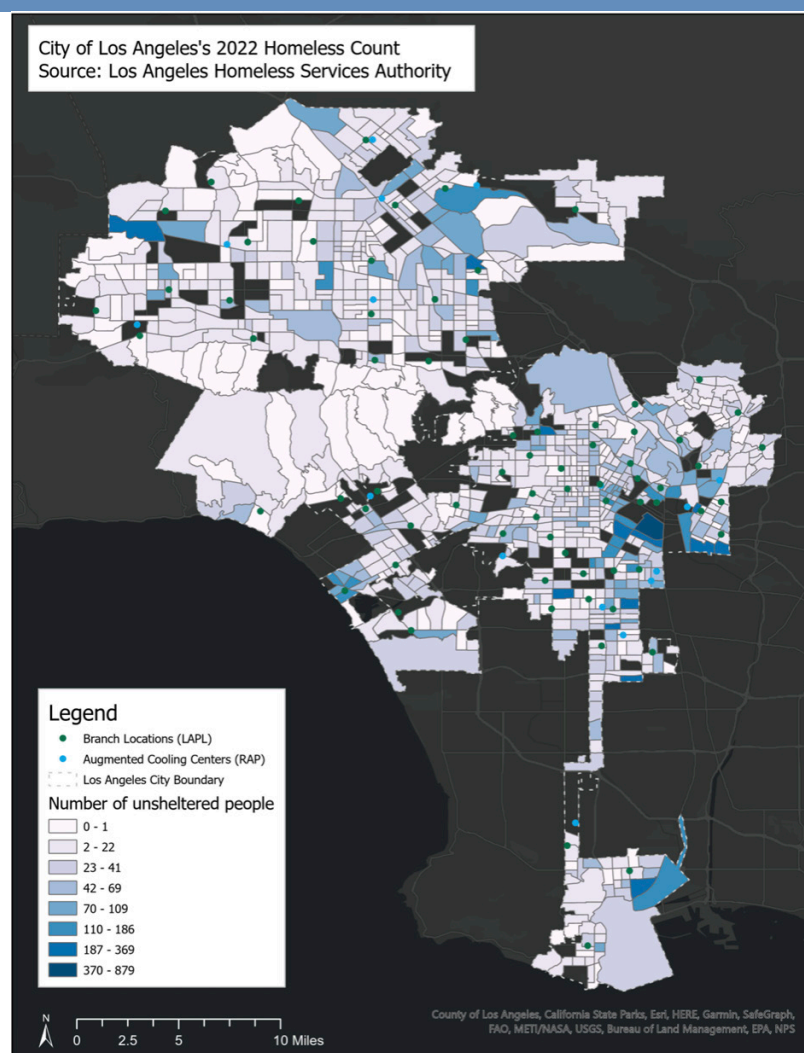 City of Los Angeles's 2022 Homeless Count
Source: Los Angeles Homeless Services Authority
Legend
Branch Locations (LAPL)
Augmented Cooling Centers (RAP)
Los Angeles City Boundary
Number of unsheltered people
0 - 1
2 - 22
23 - 41
42 - 69
70 - 109
110 - 186
187 - 369
370 - 879
N
0 2.5 5 10 Miles
County of Los Angeles, California State Parks, Esri, HERE, Garmin, SafeGraph,
FAO, METI/NASA, USGS, Bureau of Land Management, EPA, NPS